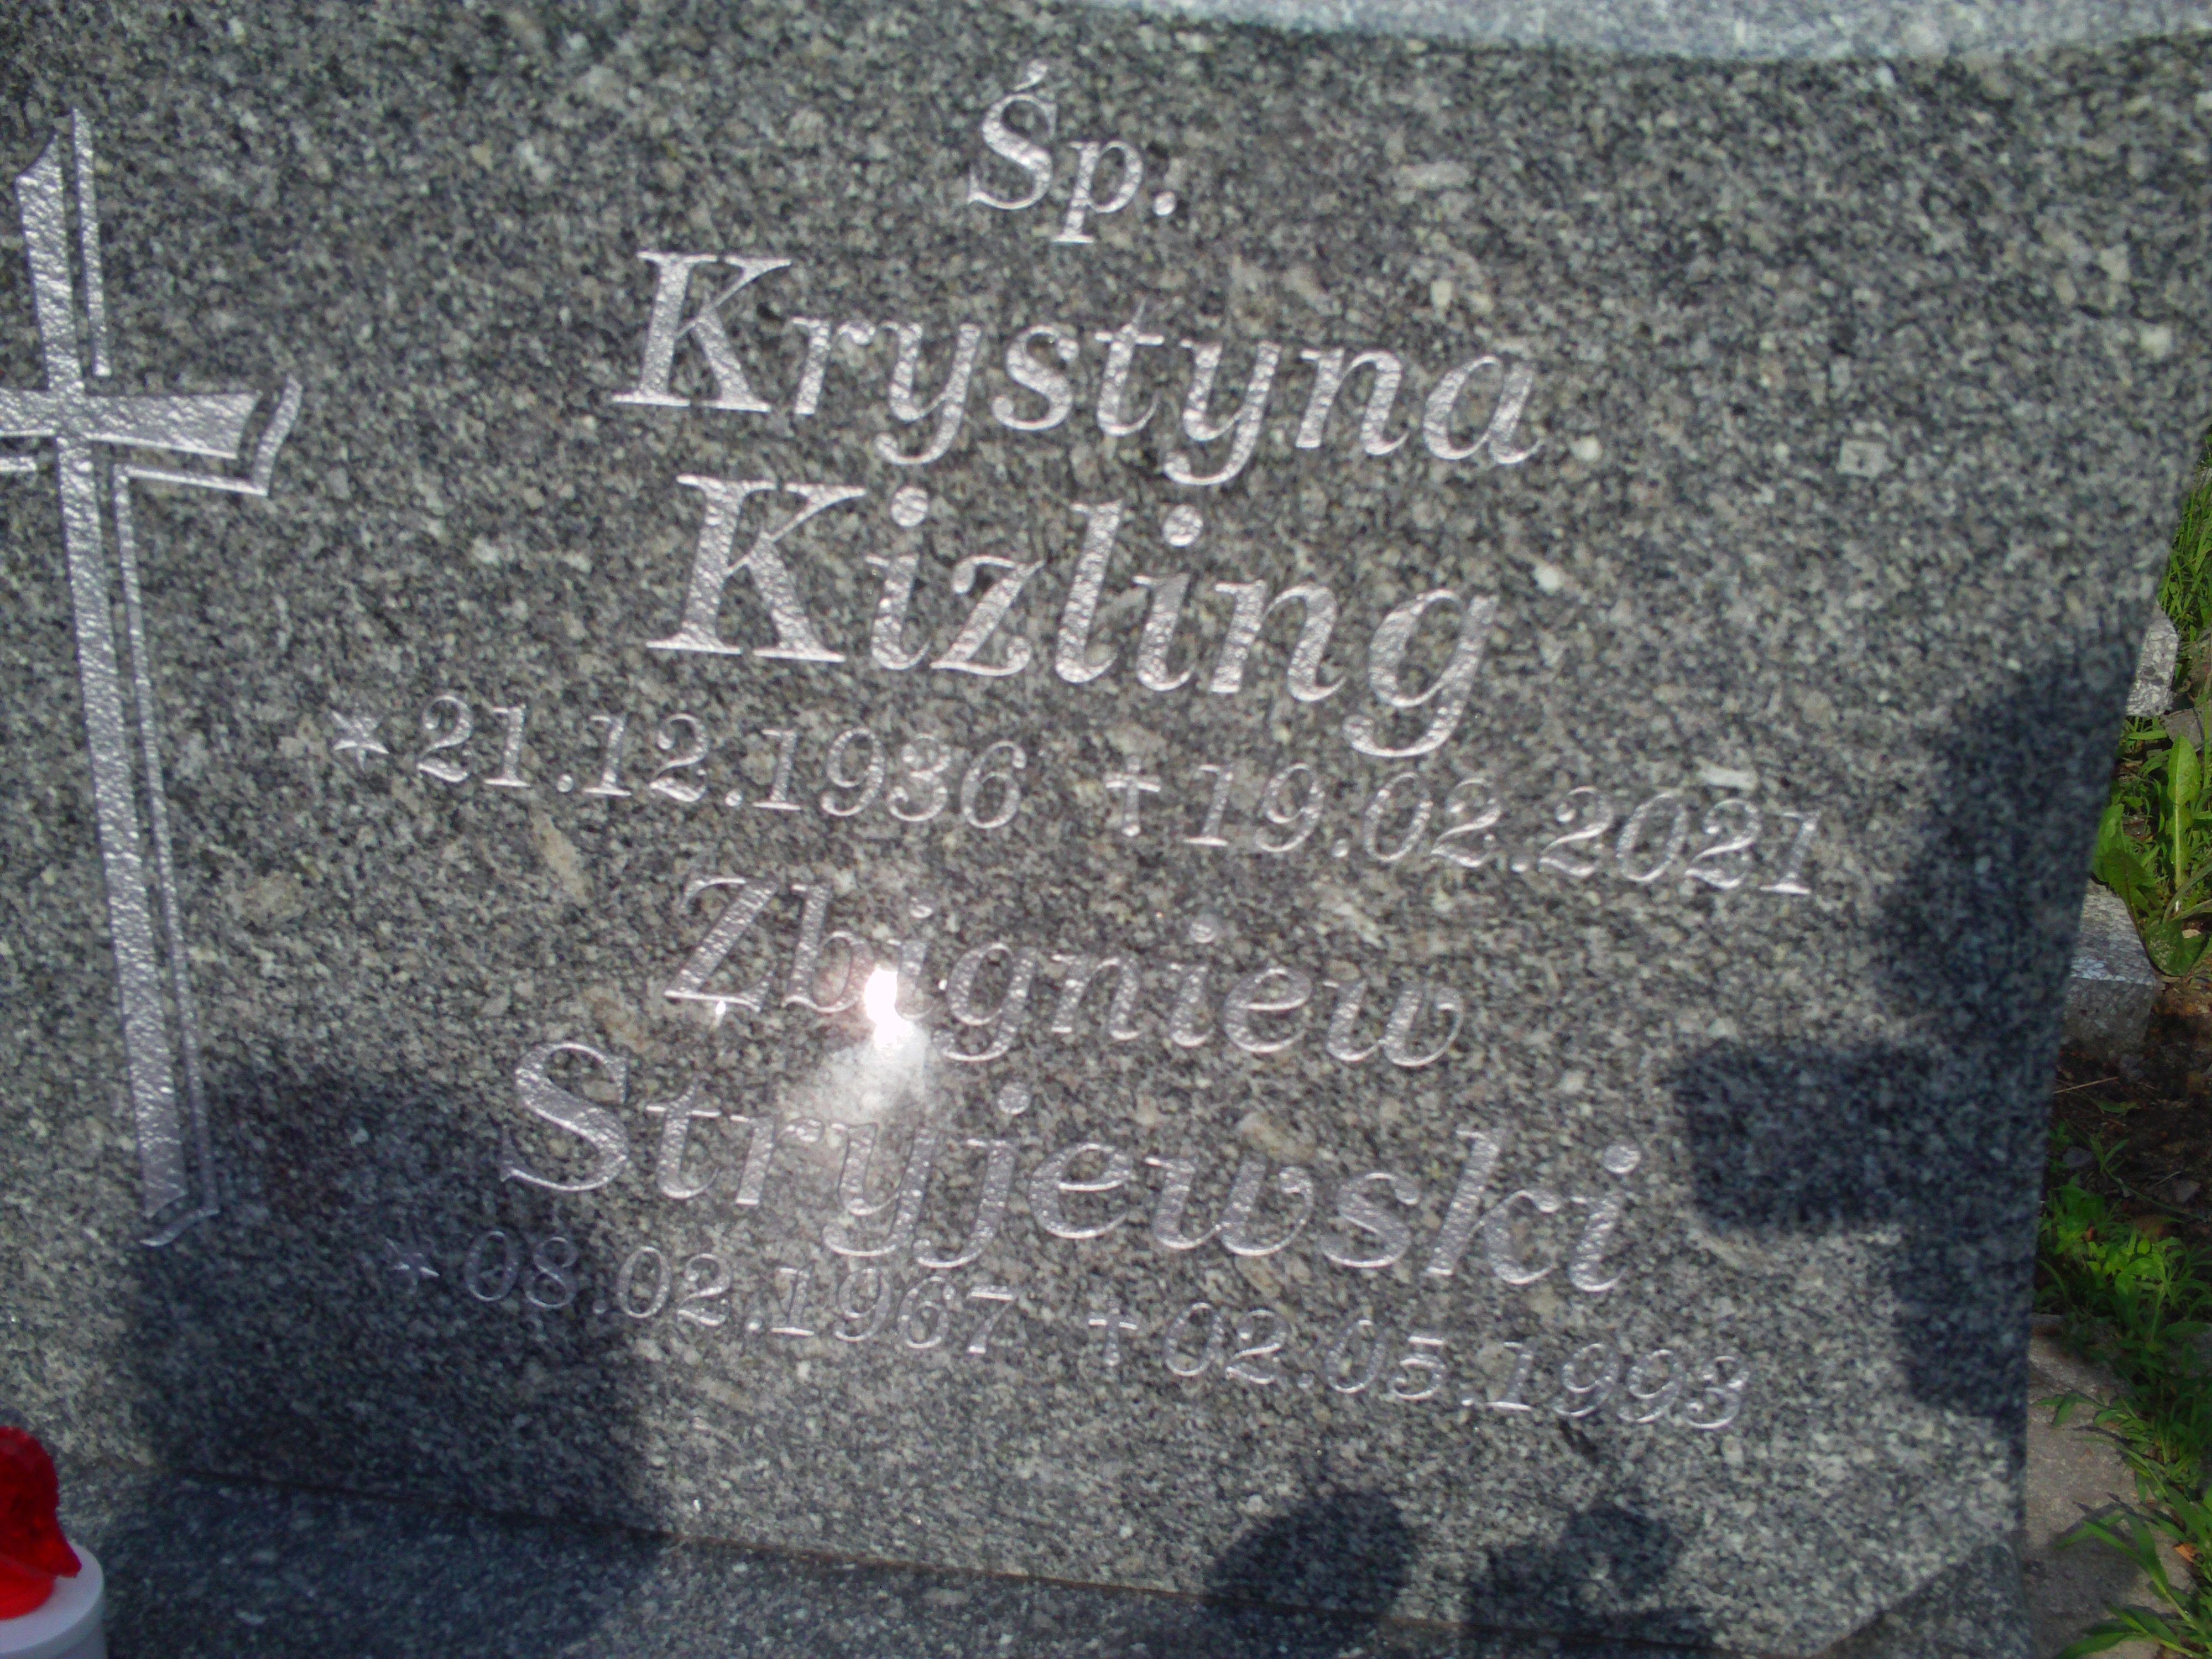 Śp.
Krystyna
Kizling
* 21.12.1936 †19.02.2021
Zbigniew
Stryjewski
* 08.02.1967 †02.05.1993